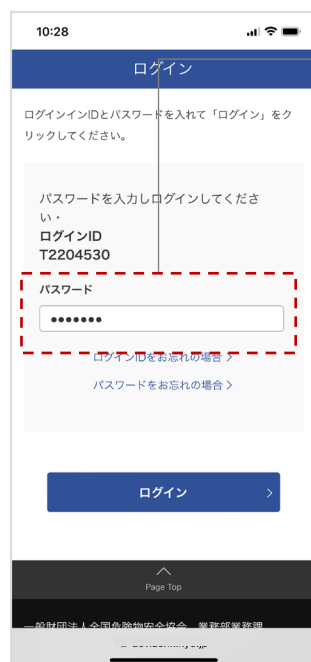 10:28
ログイン
ログインインIDとパスワードを入れて「ログイン」をク
リックしてください。
パスワードを入力しログインしてくださ
い・
ログインID
T2204530
パスワード
●●●●●●●
ログインIDをお忘れの場合 >
パスワードをお忘れの場合 >
ログイン >
Page Top
一般財団法人全国危険物安全協会 業務部業務課